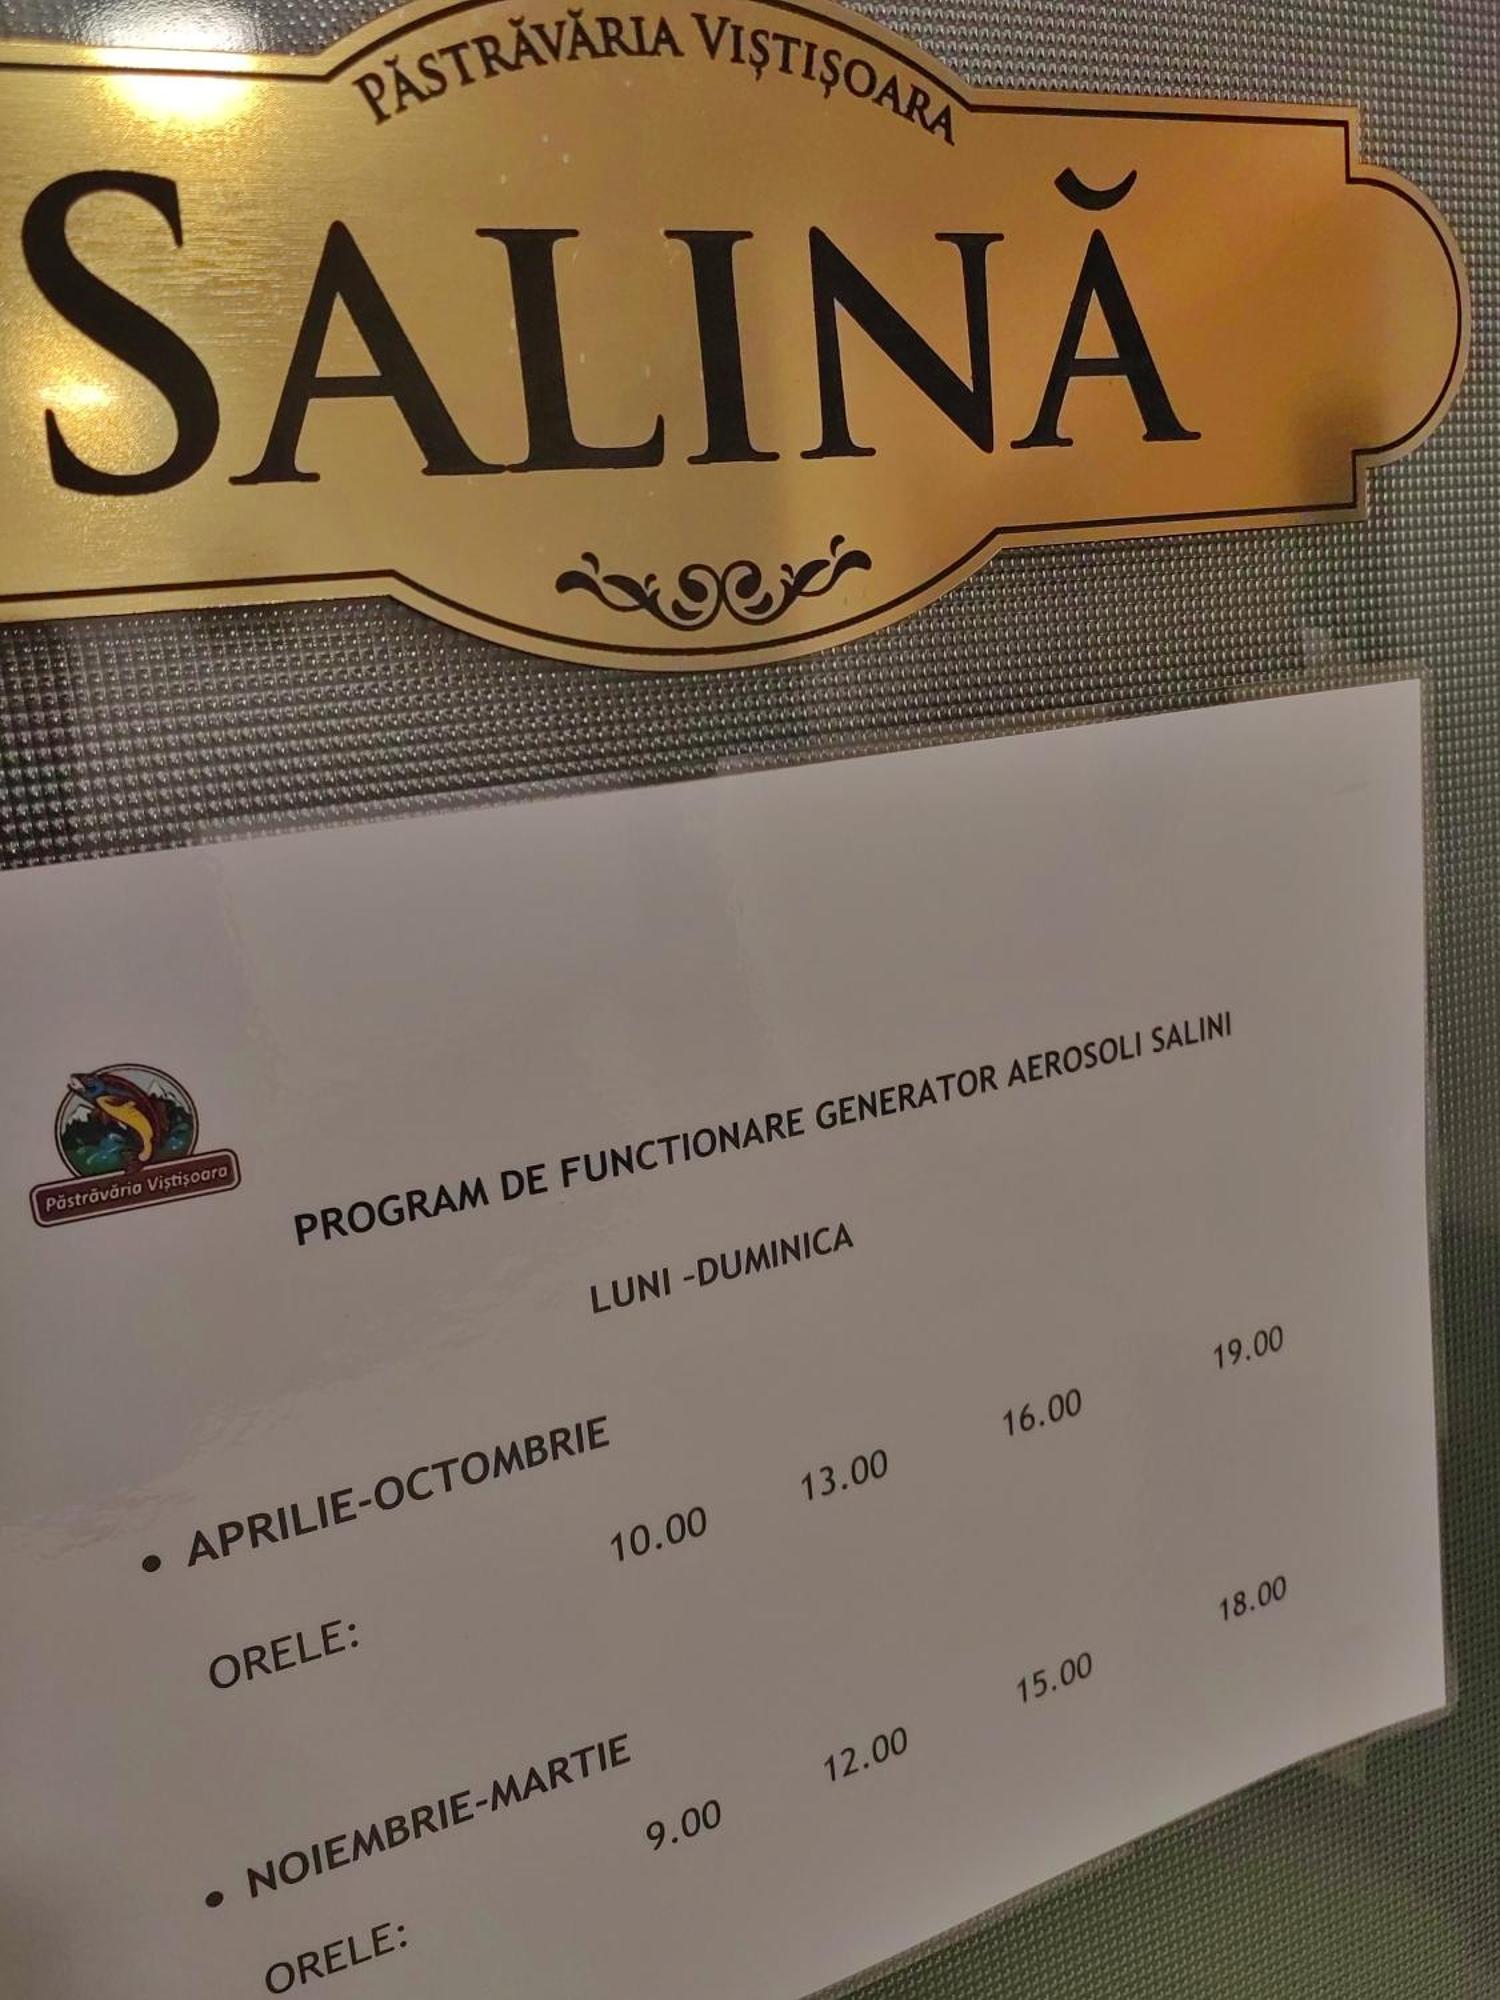 PĂSTRĂVĂRIA VIȘTIȘOARA
SALINĂ
Păstrăvăria Viștișoara
PROGRAM DE FUNCTIONARE GENERATOR AEROSOLI SALINI
LUNI -DUMINICA
• APRILIE-OCTOMBRIE
ORELE: 10.00 13.00 16.00 19.00
• NOIEMBRIE-MARTIE
ORELE: 9.00 12.00 15.00 18.00